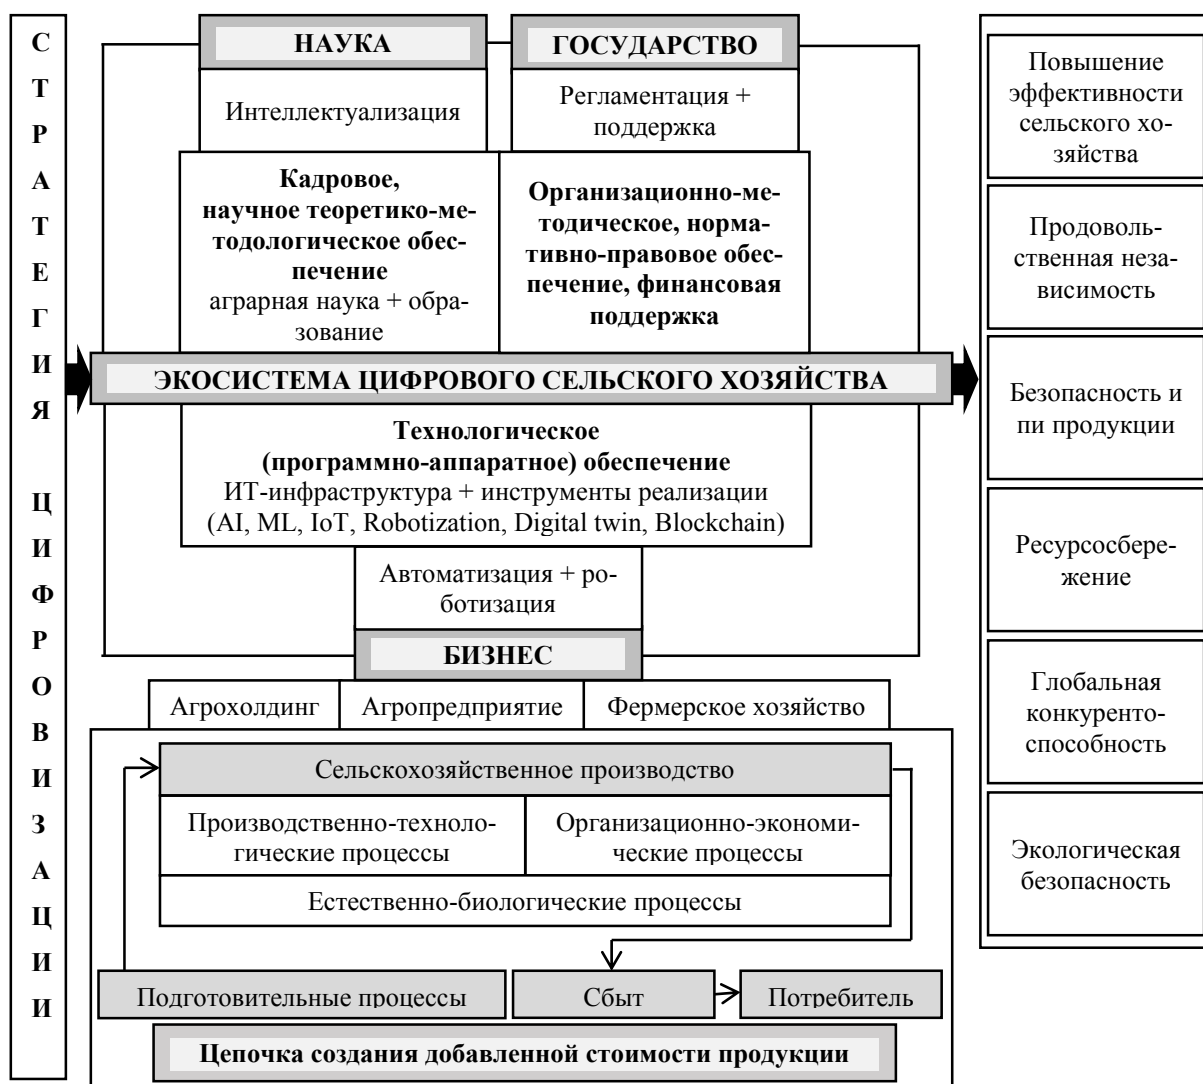 СТРАТЕГИЯ ЦИФРОВИЗАЦИИ
НАУКА
Интеллектуализация
Кадровое,
научное теоретико-ме-
тодологическое обес-
печение
аграрная наука + обра-
зование
ГОСУДАРСТВО
Регламентация +
поддержка
Организационно-ме-
тодическое, норма-
тивно-правовое обес-
печение, финансовая
поддержка
ЭКОСИСТЕМА ЦИФРОВОГО СЕЛЬСКОГО ХОЗЯЙСТВА
Технологическое
(программно-аппаратное) обеспечение
ИТ-инфраструктура + инструменты реализации
(AI, ML, IoT, Robotization, Digital twin, Blockchain)
Автоматизация + ро-
ботизация
БИЗНЕС
Агрохолдинг
Агропредприятие
Фермерское хозяйство
Сельскохозяйственное производство
Производственно-техноло-
гические процессы
Организационно-экономи-
ческие процессы
Естественно-биологические процессы
Подготовительные процессы
Сбыт
Потребитель
Цепочка создания добавленной стоимости продукции
Повышение
эффективности
сельского хо-
зяйства
Продоволь-
ственная неза-
висимость
Безопасность и
пи продукции
Ресурсосбере-
жение
Глобальная
конкуренто-
способность
Экологическая
безопасность